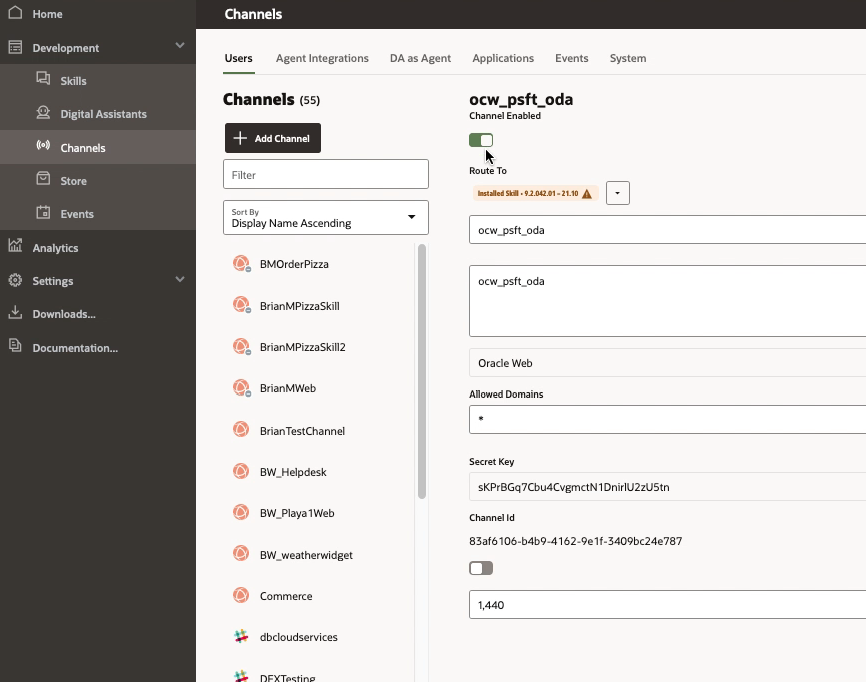 Home
Development
Skills
Digital Assistants
Channels
Store
Events
Analytics
Settings
Downloads...
Documentation...
Channels
Users
Agent Integrations
DA as Agent
Applications
Events
System
Channels (55)
Add Channel
Filter
Sort By
Display Name Ascending
BMOrderPizza
BrianMPizzaSkill
BrianMPizzaSkill2
BrianMWeb
BrianTestChannel
BW_Helpdesk
BW_Playa1Web
BW_weatherwidget
Commerce
dbcloudservices
DEXTesting
ocw_psft_oda
Channel Enabled
Route To
Installed Skill • 9.2.042.01 – 21.10
ocw_psft_oda
ocw_psft_oda
Oracle Web
Allowed Domains
*
Secret Key
sKPrBGq7Cbu4CvgmctN1DnirlU2zU5tn
Channel Id
83af6106-b4b9-4162-9e1f-3409bc24e787
1,440